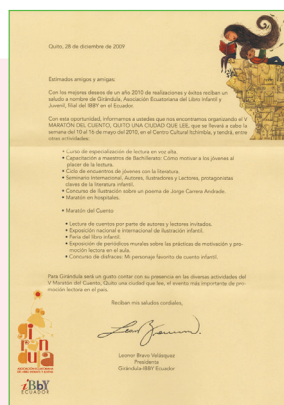 Quito, 28 de diciembre de 2009
Estimados amigos y amigas:
Con los mejores deseos de un año 2010 de realizaciones y éxitos reciban un
saludo a nombre de Girándula, Asociación Ecuatoriana del Libro Infantil y
Juvenil, filial del IBBY en el Ecuador.
Con esta oportunidad, informamos a ustedes que nos encontramos organizando el V
MARATÓN DEL CUENTO, QUITO UNA CIUDAD QUE LEE, que se llevará a cabo la
semana del 10 al 16 de mayo del 2010, en el Centro Cultural Itchimbía, y tendrá, entre
otras actividades:
• Curso de especialización de lectura en voz alta.
• Capacitación a maestros de Bachillerato: Cómo motivar a los jóvenes al
placer de la lectura.
• Ciclo de encuentros de jóvenes con la literatura.
• Seminario Internacional, Autores, Ilustradores y Lectores, protagonistas
claves de la literatura infantil.
• Concurso de ilustración sobre un poema de Jorge Carrera Andrade.
• Maratón en hospitales.
• Maratón del Cuento
• Lectura de cuentos por parte de autores y lectores invitados.
• Exposición nacional e internacional de ilustración infantil.
• Feria del libro infantil.
• Exposición de periódicos murales sobre las prácticas de motivación y pro-
moción lectora en el aula.
• Concurso de disfraces: Mi personaje favorito de cuento infantil.
Para Girándula será un gusto contar con su presencia en las diversas actividades del
V Maratón del Cuento, Quito una ciudad que lee, el evento más importante de pro-
moción lectora en el país.
Reciban mis saludos cordiales,
Leonor Bravo Velásquez
Presidenta
Girándula-IBBY Ecuador
gi
rán
dula
iBbY
ECUADOR